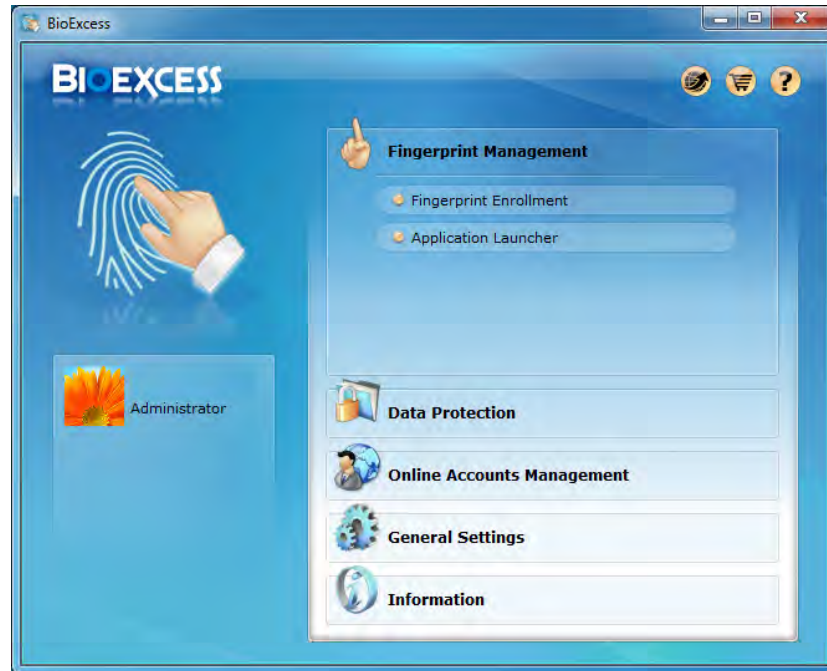 BioExcess
BIOEXCESS
?
Fingerprint Management
Fingerprint Enrollment
Application Launcher
Administrator
Data Protection
Online Accounts Management
General Settings
Information